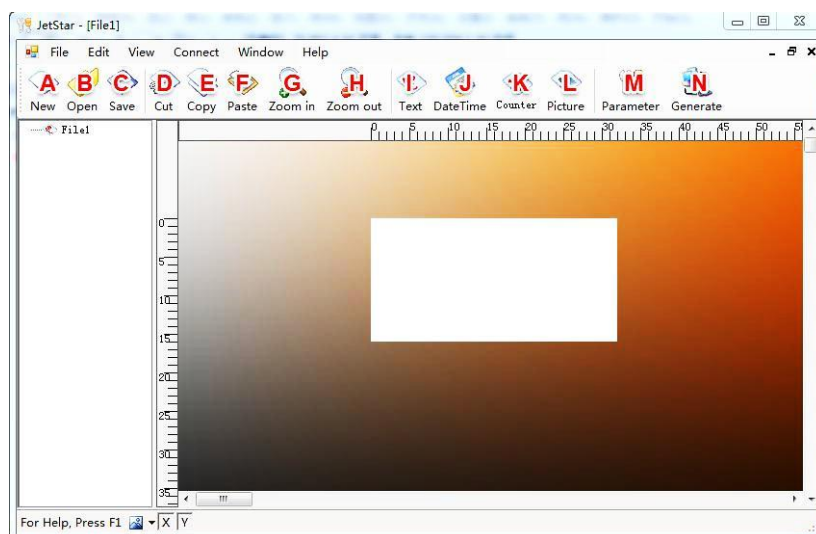 JetStar - [File1]
File Edit View Connect Window Help
A B C D E F G H I J K L M N
New Open Save Cut Copy Paste Zoom in Zoom out Text DateTime Counter Picture Parameter Generate
File1
0 5 10 15 20 25 30 35 40 45 50
0
5
10
15
20
25
30
35
For Help, Press F1 X Y